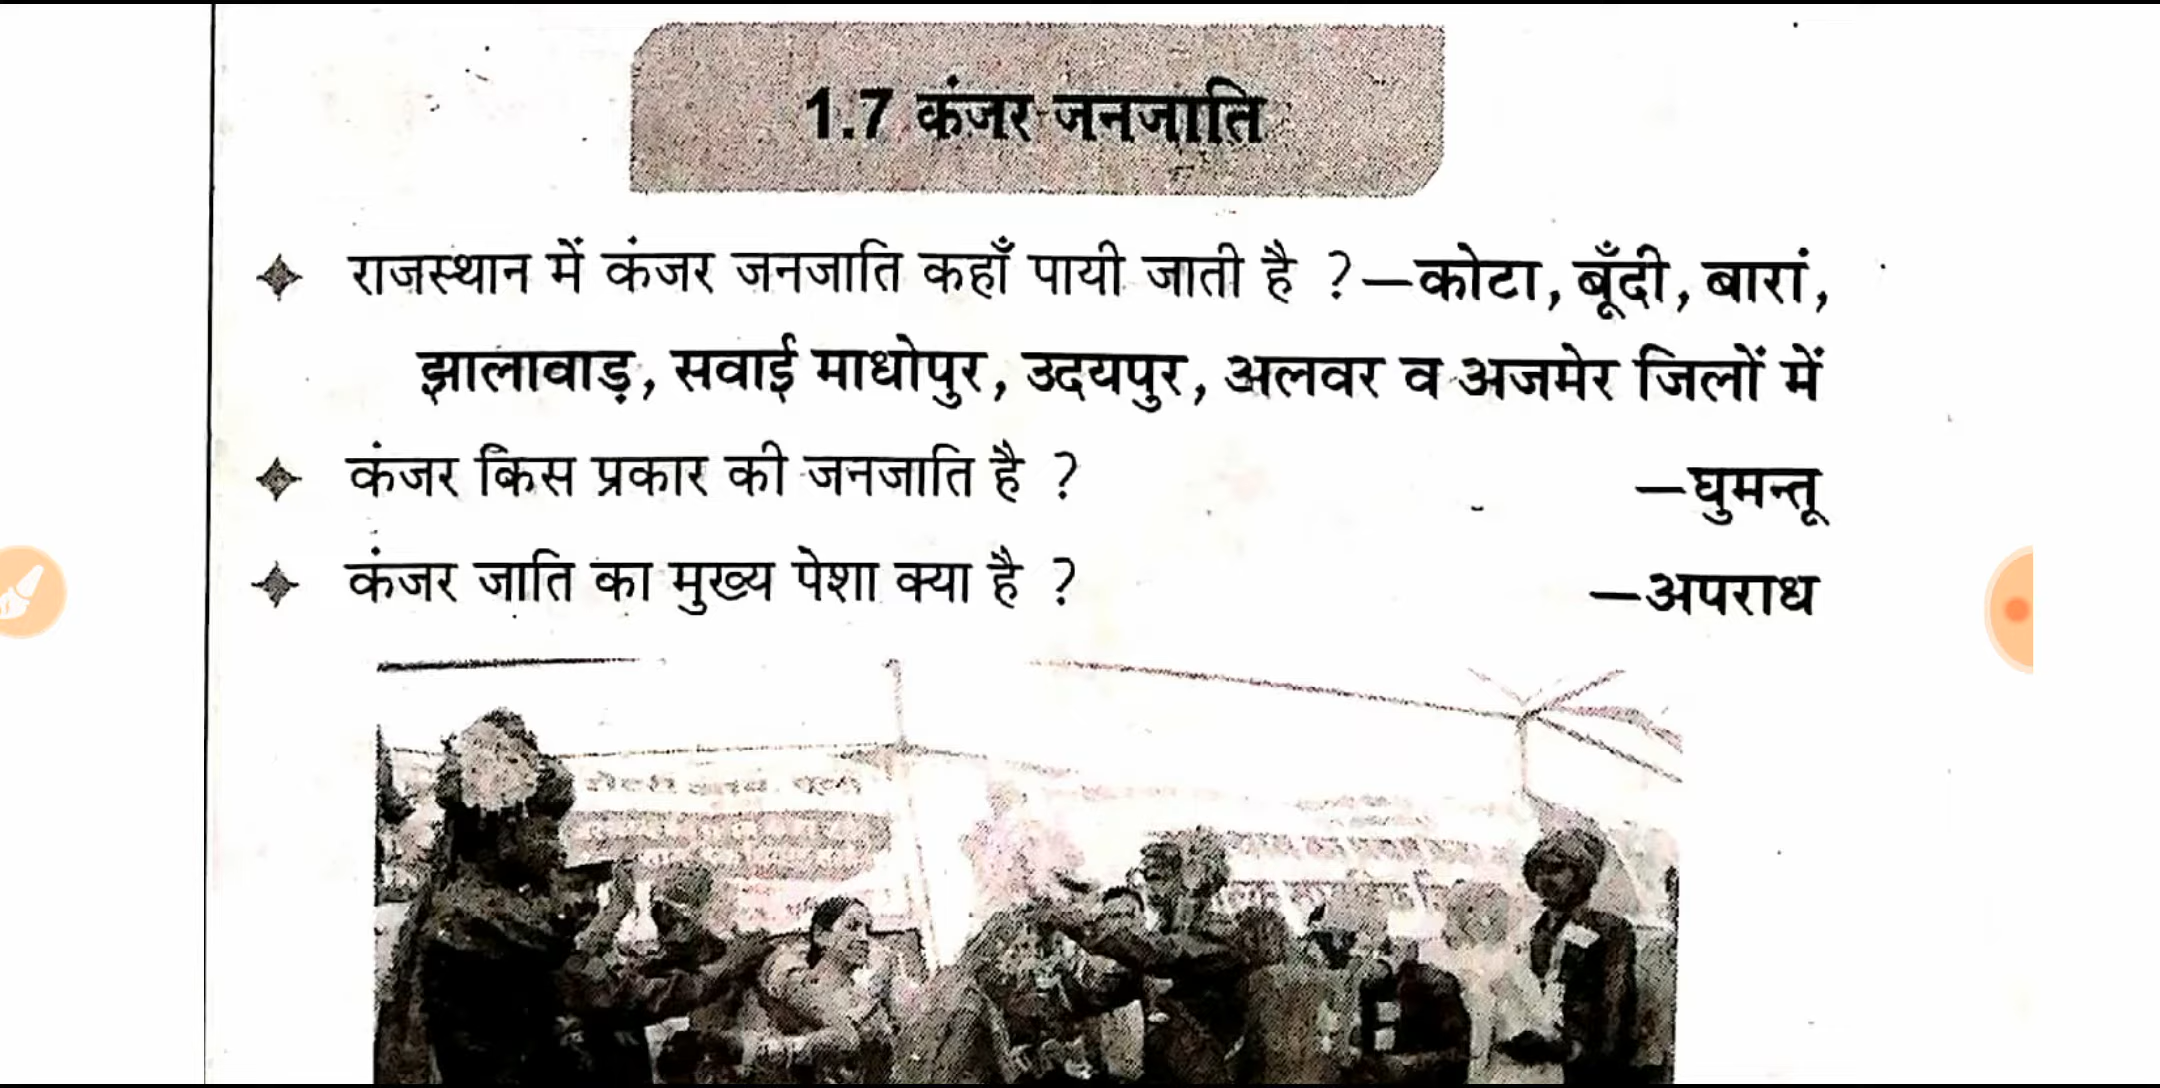 1.7 कंजर जनजाति
राजस्थान में कंजर जनजाति कहाँ पायी जाती है ?—कोटा, बूँदी, बारां,
झालावाड़, सवाई माधोपुर, उदयपुर, अलवर व अजमेर जिलों में
कंजर किस प्रकार की जनजाति है ? —घुमन्तू
कंजर जाति का मुख्य पेशा क्या है ? —अपराध